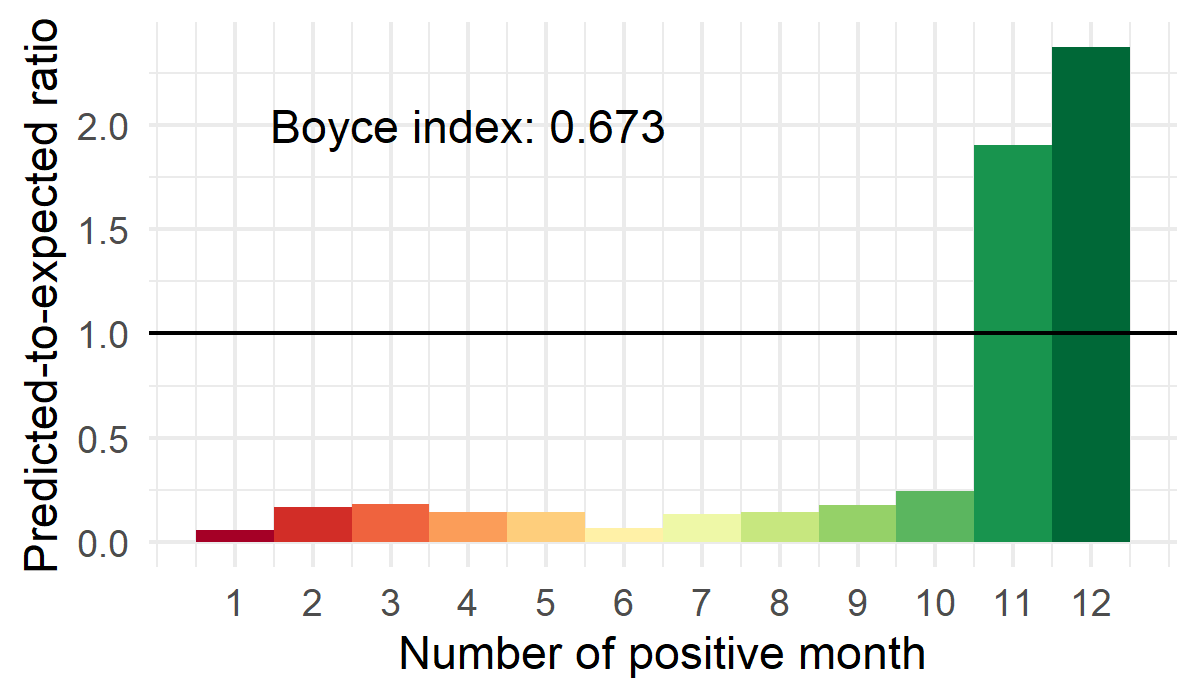 Predicted-to-expected ratio
Boyce index: 0.673
2.0
1.5
1.0
0.5
0.0
1 2 3 4 5 6 7 8 9 10 11 12
Number of positive month